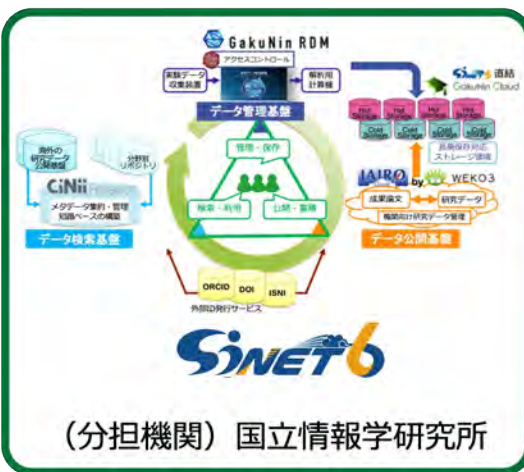 GakuNin RDM
アクセスコントロール
実験データ
収集装置
解析用
計算機
データ管理基盤
SINET6 直結
GakuNin Cloud
Hot Storage
Hot Storage
Hot Storage
Hot Storage
Cold Storage
Cold Storage
Cold Storage
Cold Storage
長期保存対応
ストレージ領域
管理・保存
海外の
研究データ
公開基盤
分野別
リポジトリ
CiNii
メタデータ集約・管理
知識ベースの構築
データ検索基盤
検索・利用
公開・蓄積
JAIRO by WEKO3
成果論文
研究データ
機関向け研究データ管理
データ公開基盤
ORCID
DOI
ISNI
外部ID発行サービス
SINET6
（分担機関）国立情報学研究所